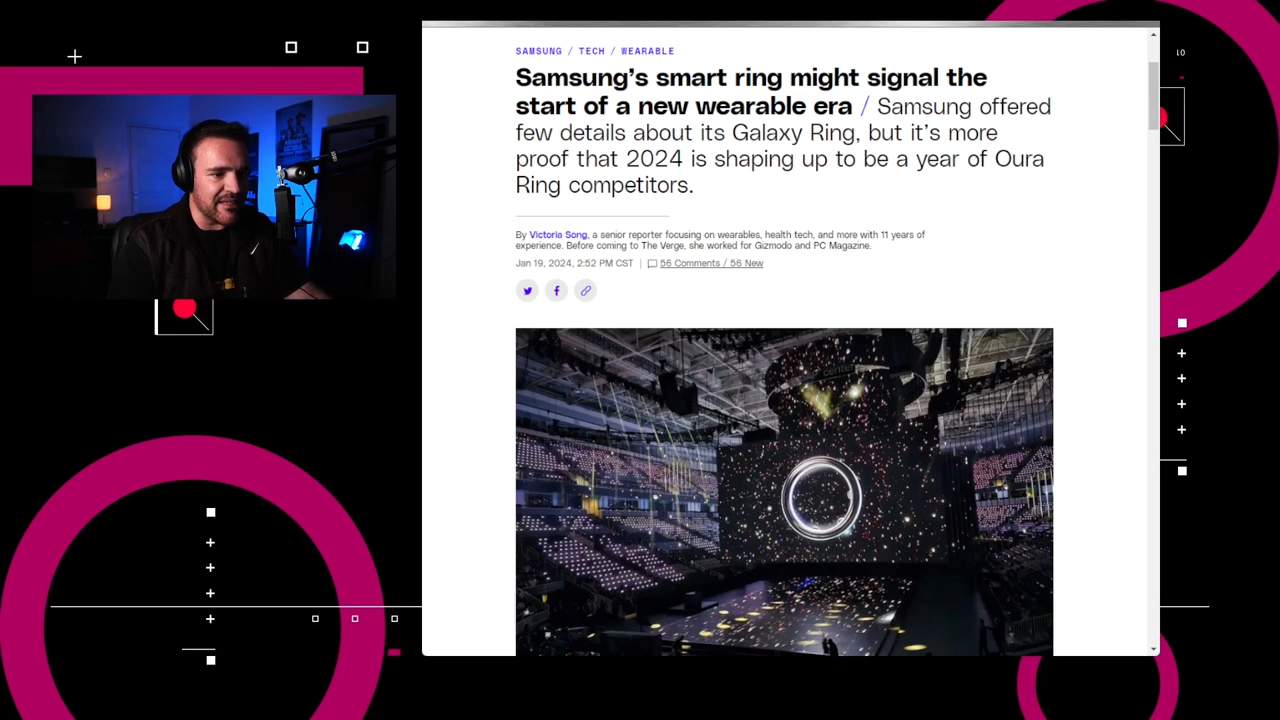 SAMSUNG / TECH / WEARABLE
Samsung’s smart ring might signal the
start of a new wearable era / Samsung offered
few details about its Galaxy Ring, but it’s more
proof that 2024 is shaping up to be a year of Oura
Ring competitors.
By Victoria Song, a senior reporter focusing on wearables, health tech, and more with 11 years of
experience. Before coming to The Verge, she worked for Gizmodo and PC Magazine.
Jan 19, 2024, 2:52 PM CST | 56 Comments / 56 New